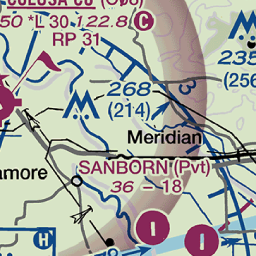 COLUSA CO
50 *L 30 122.8 C
RP 31
235
268
(256
(214)
Meridian
amore
SANBORN (Pvt)
36 - 18
I
H
I